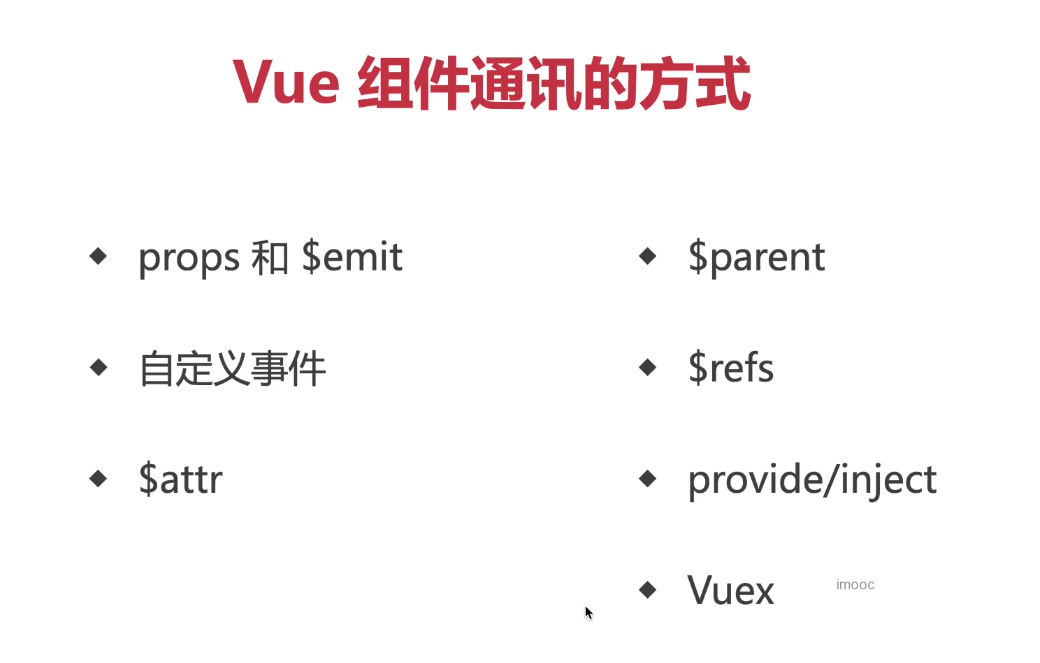 Vue 组件通讯的方式
props 和 $emit
自定义事件
$attr
$parent
$refs
provide/inject
Vuex
imooc